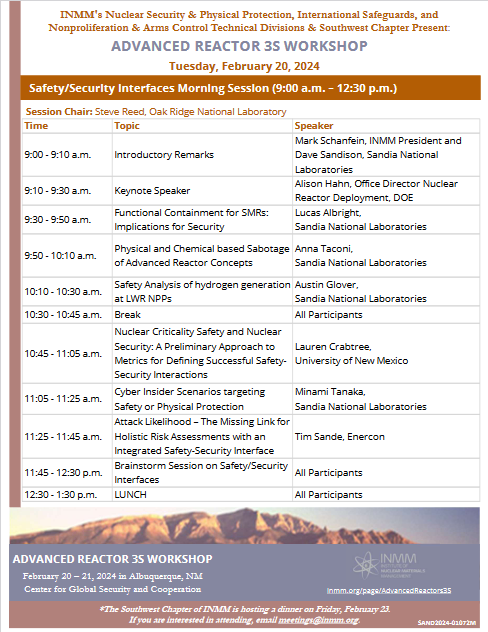 INMM's Nuclear Security & Physical Protection, International Safeguards, and
Nonproliferation & Arms Control Technical Divisions & Southwest Chapter Present:
ADVANCED REACTOR 3S WORKSHOP
Tuesday, February 20, 2024
Safety/Security Interfaces Morning Session (9:00 a.m. – 12:30 p.m.)
Session Chair: Steve Reed, Oak Ridge National Laboratory
Time Topic Speaker
9:00 - 9:10 a.m. Introductory Remarks Mark Schanfein, INMM President and
Dave Sandison, Sandia National
Laboratories
9:10 - 9:30 a.m. Keynote Speaker Alison Hahn, Office Director Nuclear
Reactor Deployment, DOE
9:30 - 9:50 a.m. Functional Containment for SMRs: Lucas Albright,
Implications for Security Sandia National Laboratories
9:50 - 10:10 a.m. Physical and Chemical based Sabotage Anna Taconi,
of Advanced Reactor Concepts Sandia National Laboratories
10:10 - 10:30 a.m. Safety Analysis of hydrogen generation Austin Glover,
at LWR NPPs Sandia National Laboratories
10:30 - 10:45 a.m. Break All Participants
10:45 - 11:05 a.m. Nuclear Criticality Safety and Nuclear
Security: A Preliminary Approach to Lauren Crabtree,
Metrics for Defining Successful Safety- University of New Mexico
Security Interactions
11:05 - 11:25 a.m. Cyber Insider Scenarios targeting Minami Tanaka,
Safety or Physical Protection Sandia National Laboratories
11:25 - 11:45 a.m. Attack Likelihood – The Missing Link for
Holistic Risk Assessments with an Tim Sande, Enercon
Integrated Safety-Security Interface
11:45 - 12:30 p.m. Brainstorm Session on Safety/Security All Participants
Interfaces
12:30 - 1:30 p.m. LUNCH All Participants
ADVANCED REACTOR 3S WORKSHOP
February 20 – 21, 2024 in Albuquerque, NM
Center for Global Security and Cooperation
INMM
INSTITUTE OF
NUCLEAR MATERIALS
MANAGEMENT
inmm.org/page/AdvancedReactors3S
*The Southwest Chapter of INMM is hosting a dinner on Friday, February 23.
If you are interested in attending, email meetings@inmm.org.
SAND2024-01072M